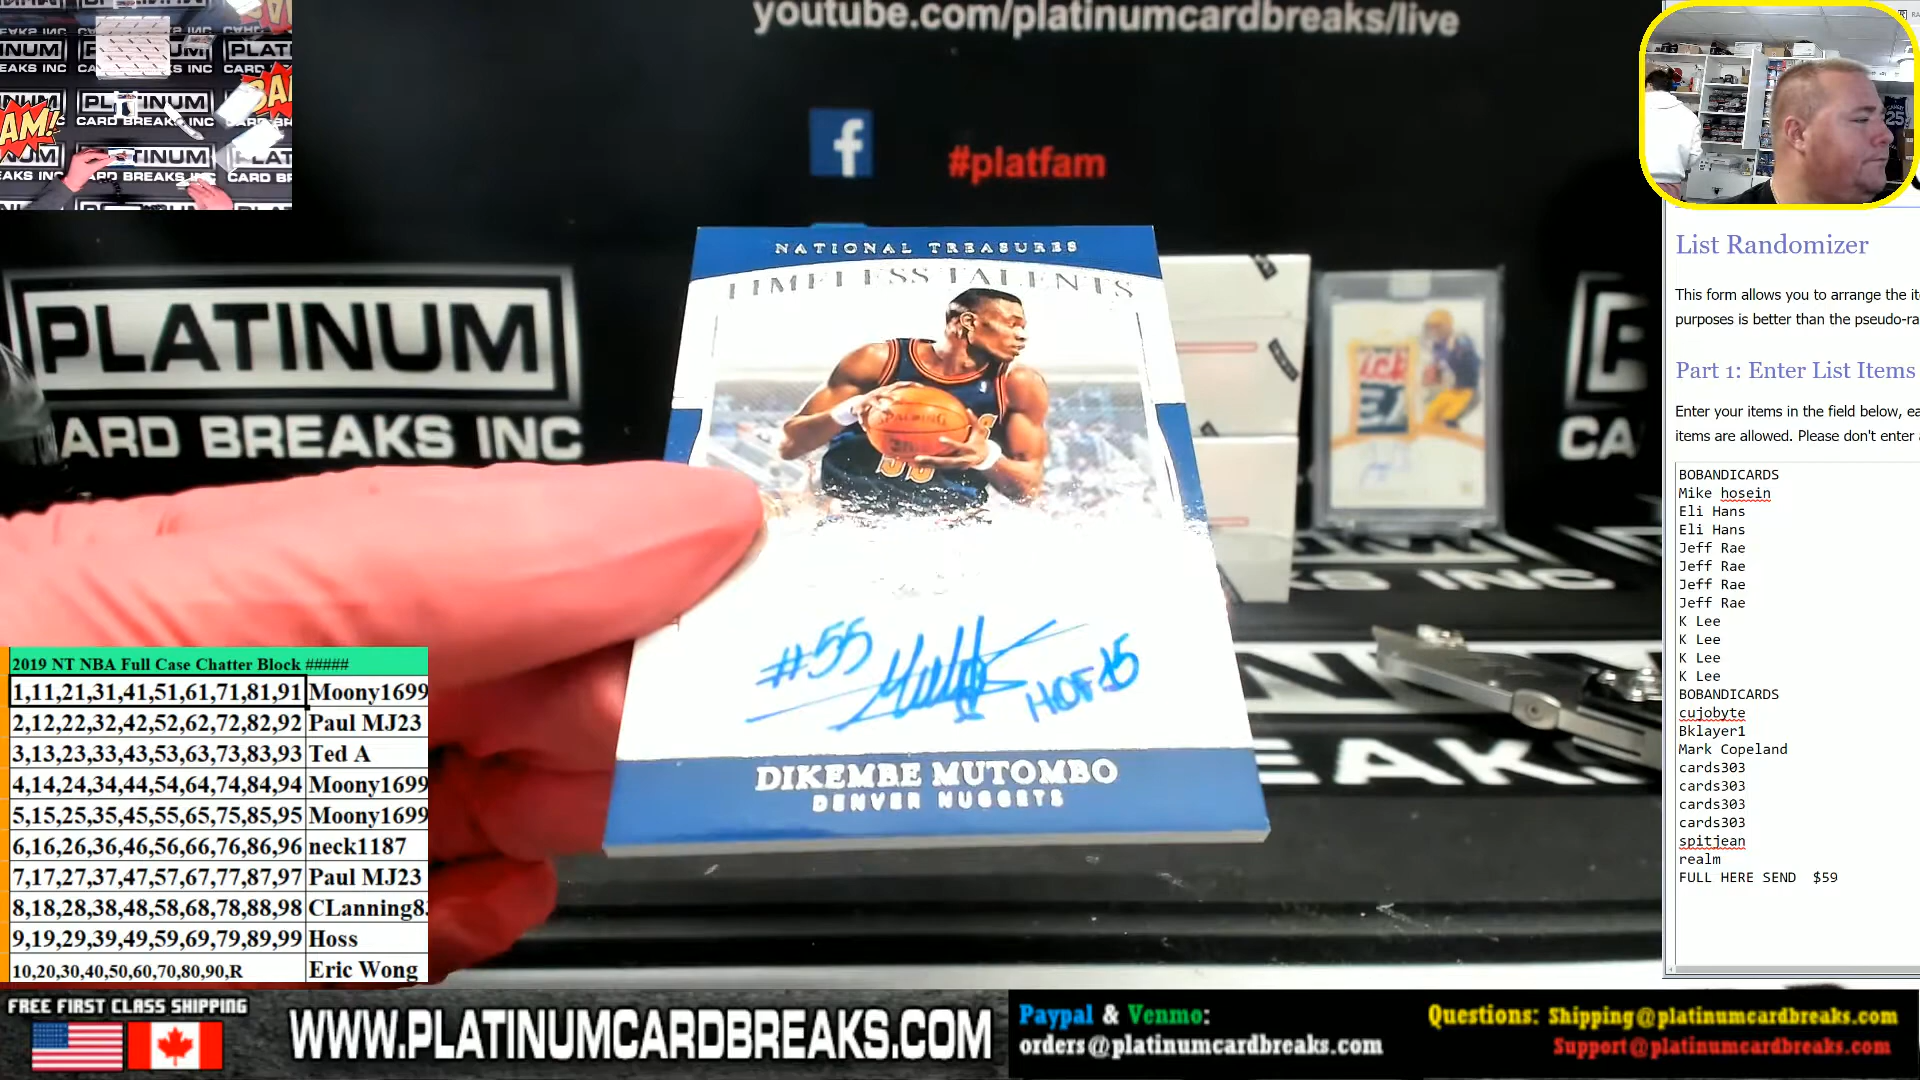 youtube.com/platinumcardbreaks/live
#platfam
PLATINUM
CARD BREAKS INC
NATIONAL TREASURES
TIMELESS TALENTS
SPALDING
55
#55
HOF 15
DIKEMBE MUTOMBO
DENVER NUGGETS
PLATINUM
ARD BREAKS INC
CA
INC
EAK.
List Randomizer
This form allows you to arrange the it
purposes is better than the pseudo-ra
Part 1: Enter List Items
Enter your items in the field below, ea
items are allowed. Please don't enter
BOBANDICARDS
Mike hosein
Eli Hans
Eli Hans
Jeff Rae
Jeff Rae
Jeff Rae
Jeff Rae
K Lee
K Lee
K Lee
K Lee
BOBANDICARDS
cujobyte
Bklayer1
Mark Copeland
cards303
cards303
cards303
cards303
spitjean
realm
FULL HERE SEND $59
2019 NT NBA Full Case Chatter Block #####
1,11,21,31,41,51,61,71,81,91 Moony1699
2,12,22,32,42,52,62,72,82,92 Paul MJ23
3,13,23,33,43,53,63,73,83,93 Ted A
4,14,24,34,44,54,64,74,84,94 Moony1699
5,15,25,35,45,55,65,75,85,95 Moony1699
6,16,26,36,46,56,66,76,86,96 neck1187
7,17,27,37,47,57,67,77,87,97 Paul MJ23
8,18,28,38,48,58,68,78,88,98 CLanning8
9,19,29,39,49,59,69,79,89,99 Hoss
10,20,30,40,50,60,70,80,90,R Eric Wong
FREE FIRST CLASS SHIPPING
WWW.PLATINUMCARDBREAKS.COM
Paypal & Venmo:
orders@platinumcardbreaks.com
Questions: Shipping@platinumcardbreaks.com
Support@platinumcardbreaks.com